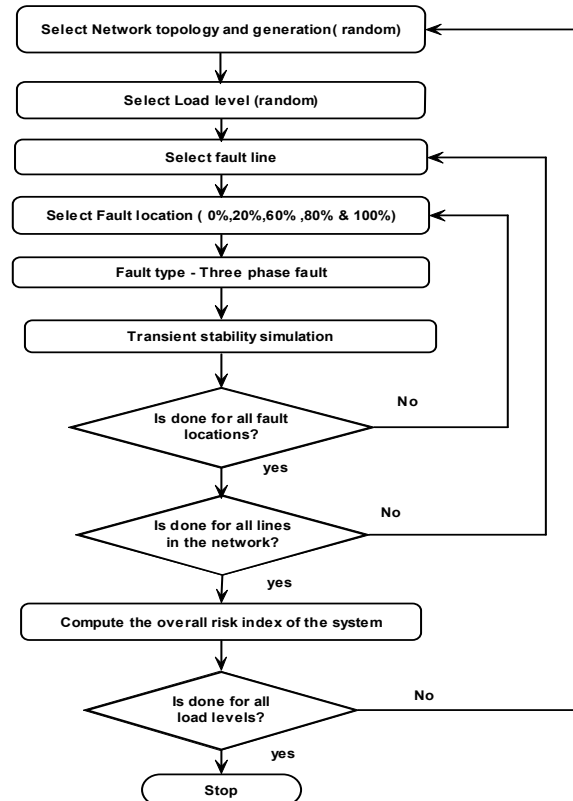 Select Network topology and generation( random)
Select Load level (random)
Select fault line
Select Fault location ( 0%,20%,60% ,80% & 100%)
Fault type - Three phase fault
Transient stability simulation
Is done for all fault
locations?
No
yes
Is done for all lines
in the network?
No
yes
Compute the overall risk index of the system
Is done for all
load levels?
No
yes
Stop